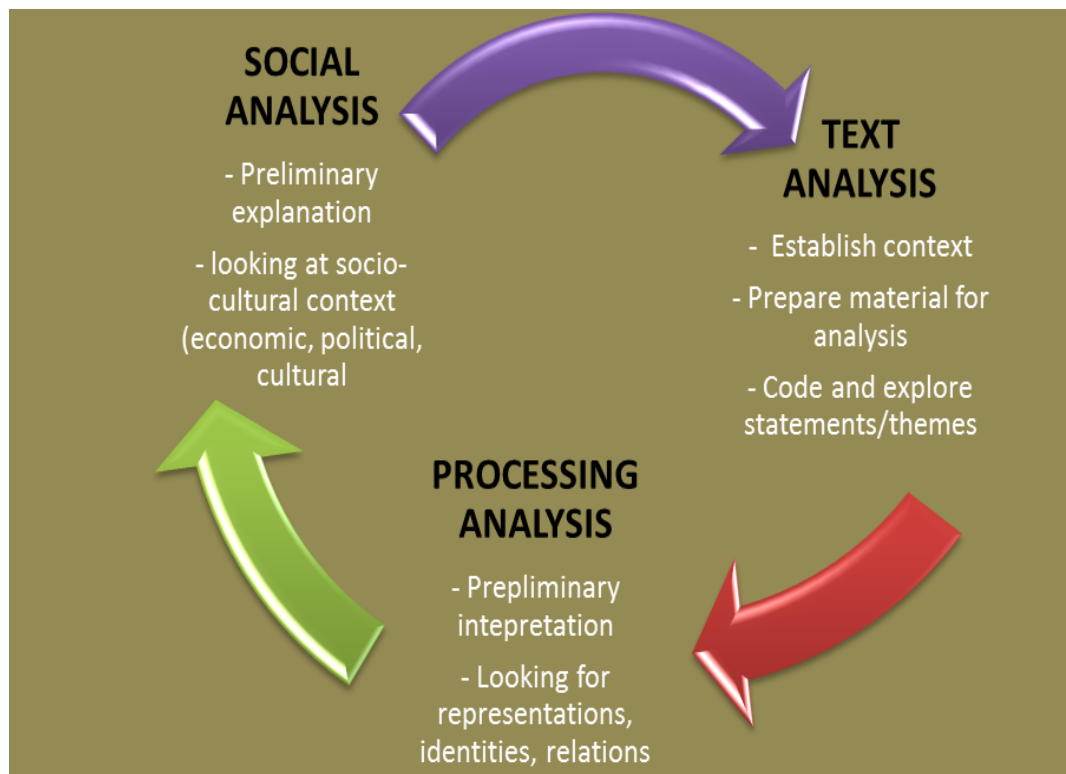 SOCIAL
ANALYSIS
- Preliminary
explanation
- looking at socio-
cultural context
(economic, political,
cultural
TEXT
ANALYSIS
- Establish context
- Prepare material for
analysis
- Code and explore
statements/themes
PROCESSING
ANALYSIS
- Prepliminary
intepretation
- Looking for
representations,
identities, relations